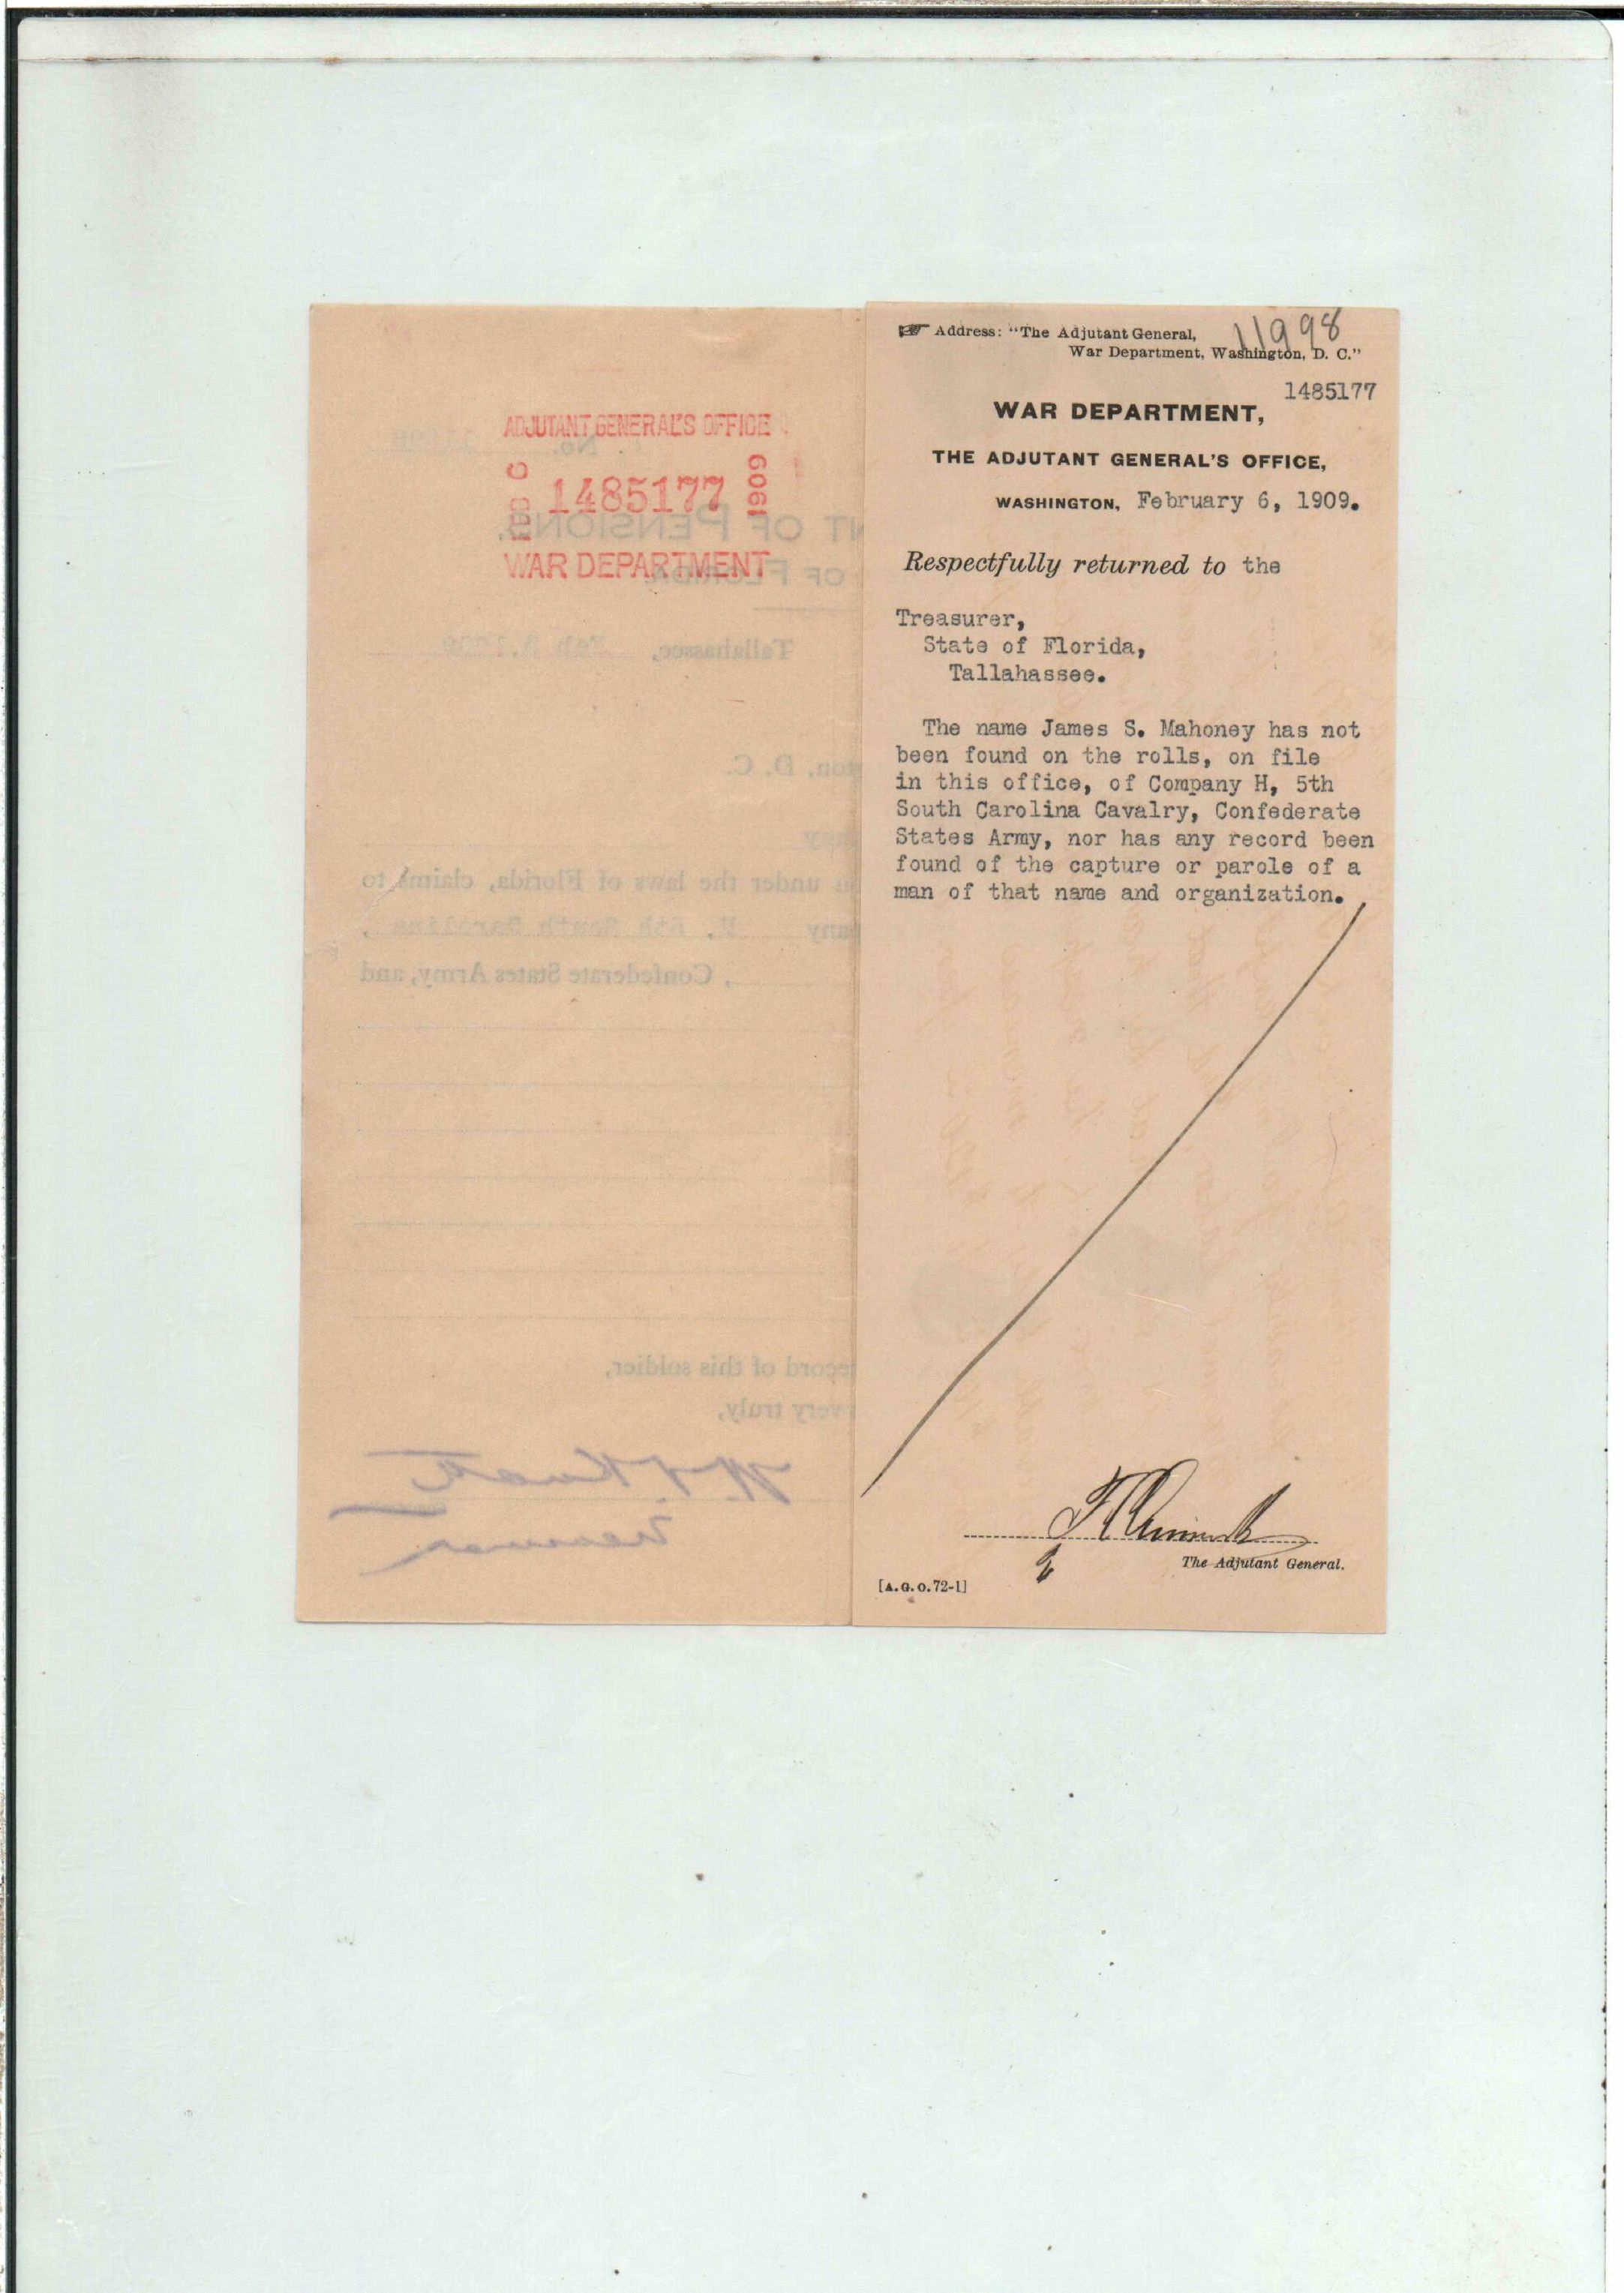 ADJUTANT GENERAL'S OFFICE
1485177
1909
WAR DEPARTMENT
Address: "The Adjutant General,
War Department, Washington, D. C."
11998
1485177
WAR DEPARTMENT,
THE ADJUTANT GENERAL'S OFFICE,
WASHINGTON, February 6, 1909.
Respectfully returned to the
Treasurer,
State of Florida,
Tallahassee.
The name James S. Mahoney has not
been found on the rolls, on file
in this office, of Company H, 5th
South Carolina Cavalry, Confederate
States Army, nor has any record been
found of the capture or parole of a
man of that name and organization.
The Adjutant General.
[A.G.O. 72-1]